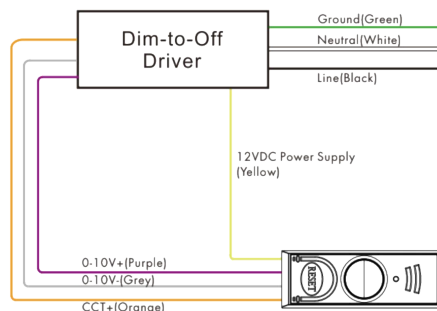 Ground(Green)
Neutral(White)
Dim-to-Off
Driver
Line(Black)
12VDC Power Supply
(Yellow)
0-10V+(Purple)
0-10V-(Grey)
CCT+(Orange)
RESET